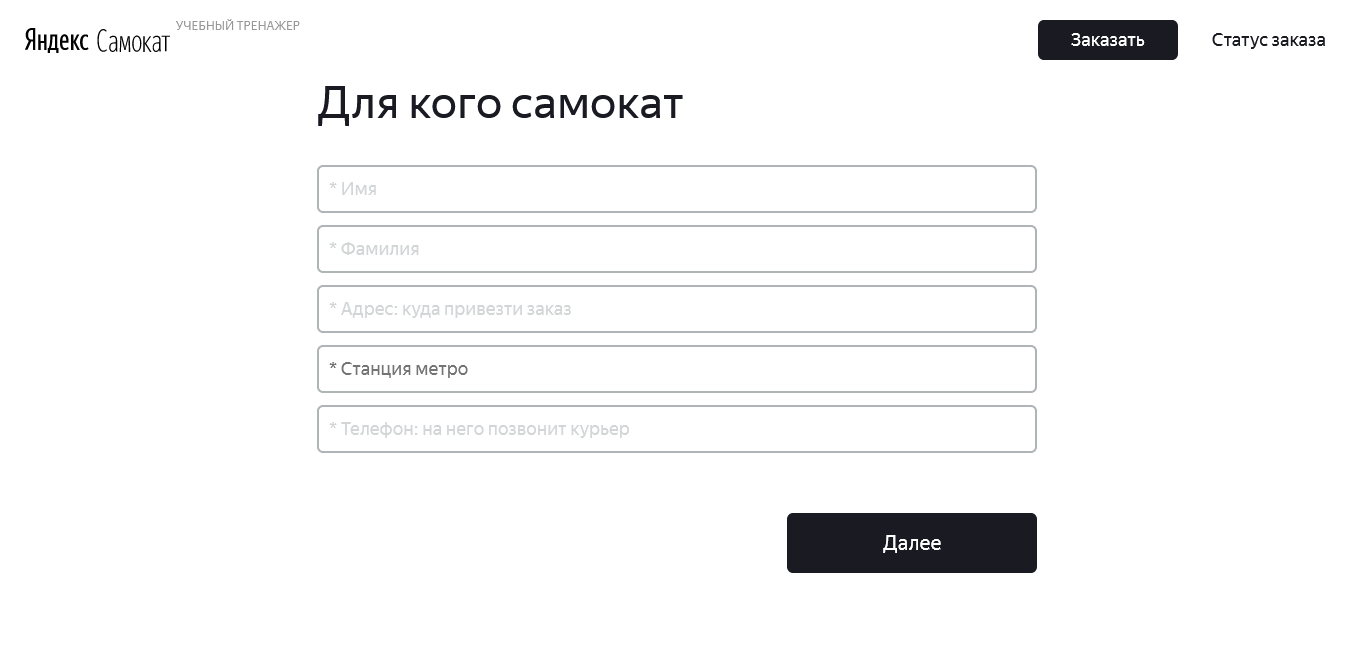 Яндекс Самокат УЧЕБНЫЙ ТРЕНАЖЕР
Заказать Статус заказа
Для кого самокат
* Имя
* Фамилия
* Адрес: куда привезти заказ
* Станция метро
* Телефон: на него позвонит курьер
Далее